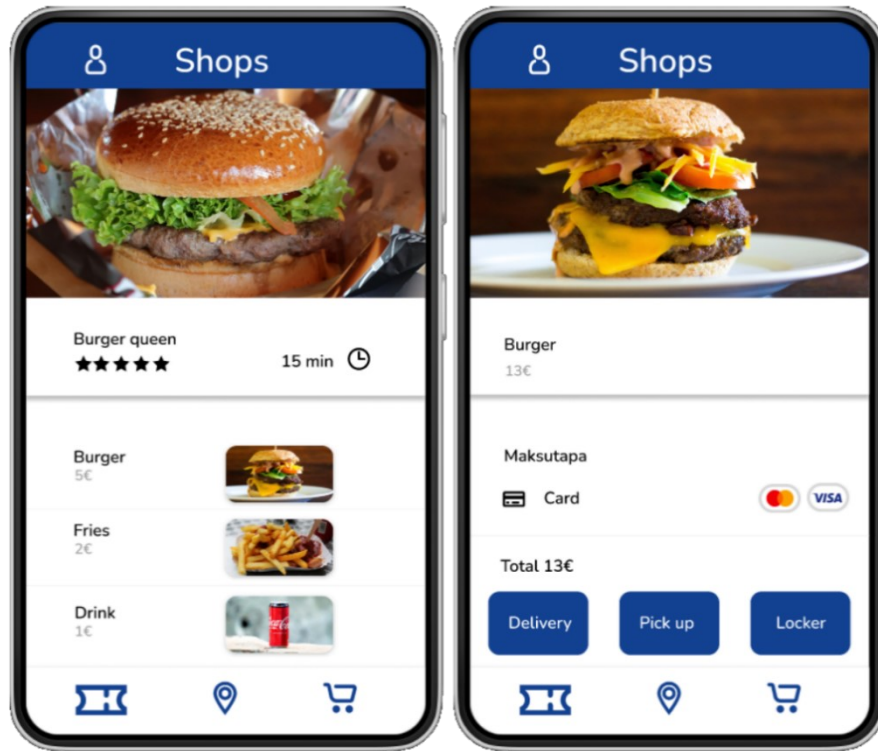 Shops
Burger queen
15 min
Burger
5€
Fries
2€
Drink
1€
Shops
Burger
13€
Maksutapa
Card
VISA
Total 13€
Delivery
Pick up
Locker